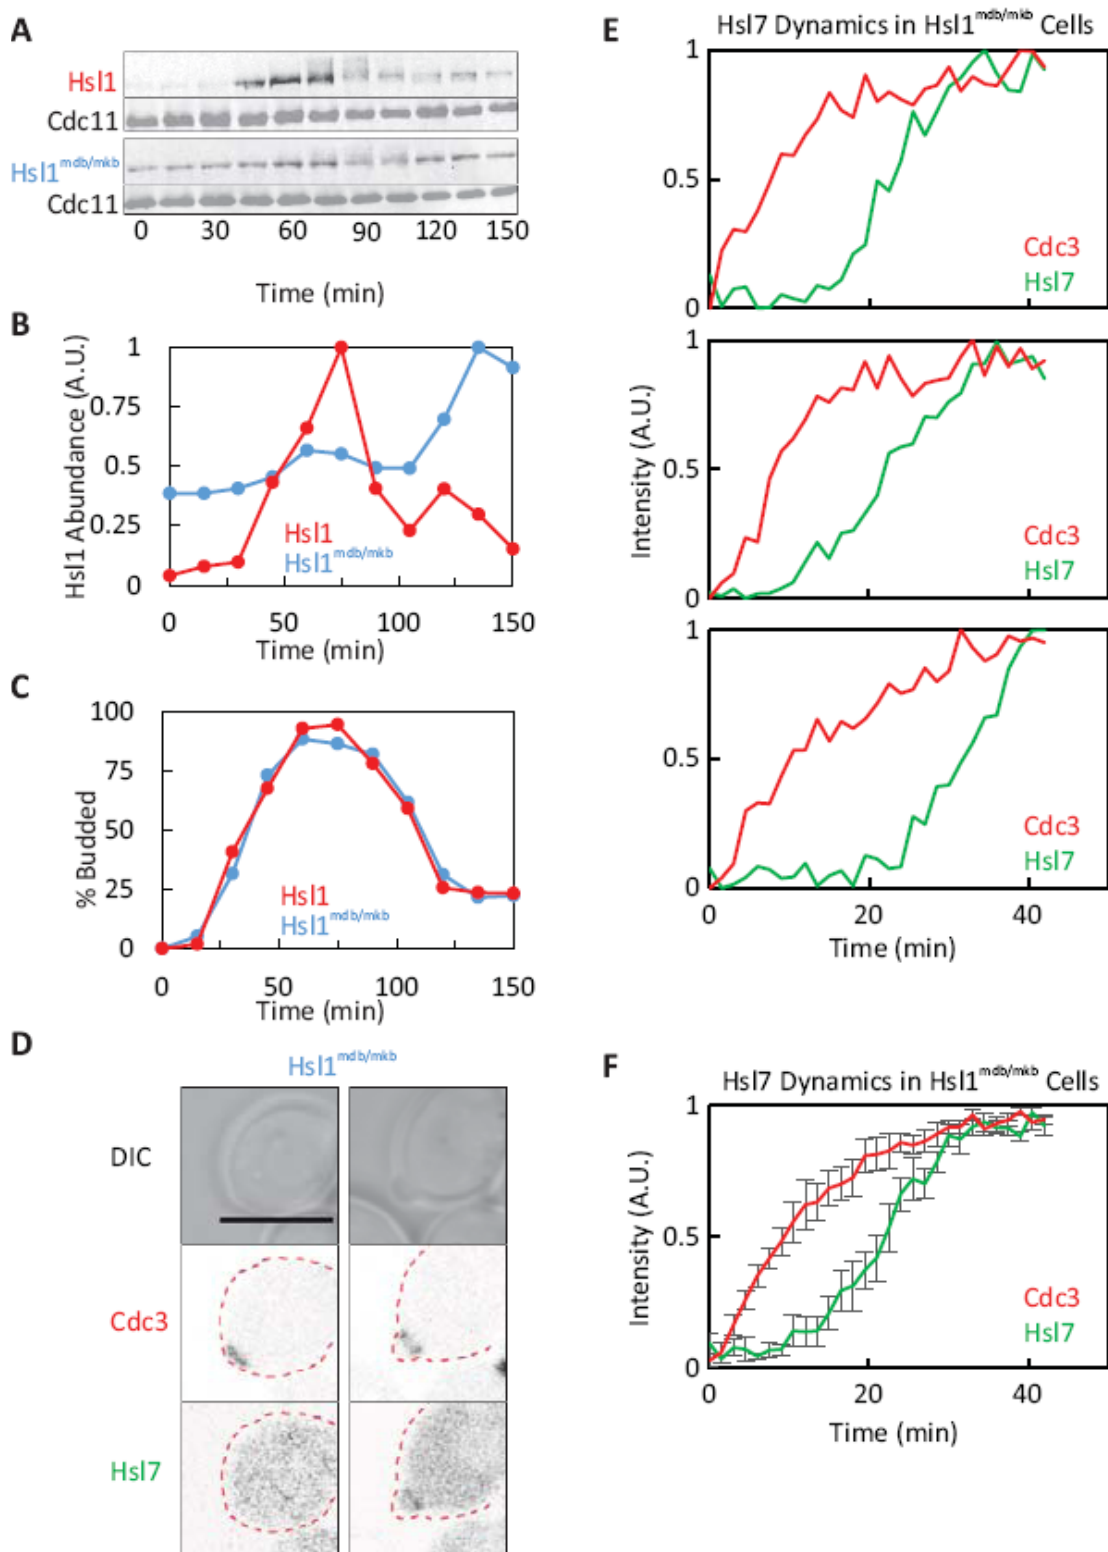 A
Hsl1
Cdc11
Hsl1mdb/mkb
Cdc11
0 30 60 90 120 150
Time (min)
B
Hsl1 Abundance (A.U.)
1
0.75
0.5
0.25
0
Hsl1
Hsl1mdb/mkb
0 50 100 150
Time (min)
C
% Budded
100
75
50
25
0
Hsl1
Hsl1mdb/mkb
0 50 100 150
Time (min)
D
Hsl1mdb/mkb
DIC
Cdc3
Hsl7
E
Hsl7 Dynamics in Hsl1mdb/mkb Cells
1
0.5
0
Cdc3
Hsl7
1
0.5
0
Intensity (A.U.)
Cdc3
Hsl7
1
0.5
0
Cdc3
Hsl7
0 20 40
Time (min)
F
Hsl7 Dynamics in Hsl1mdb/mkb Cells
1
0.5
0
Intensity (A.U.)
Cdc3
Hsl7
0 20 40
Time (min)